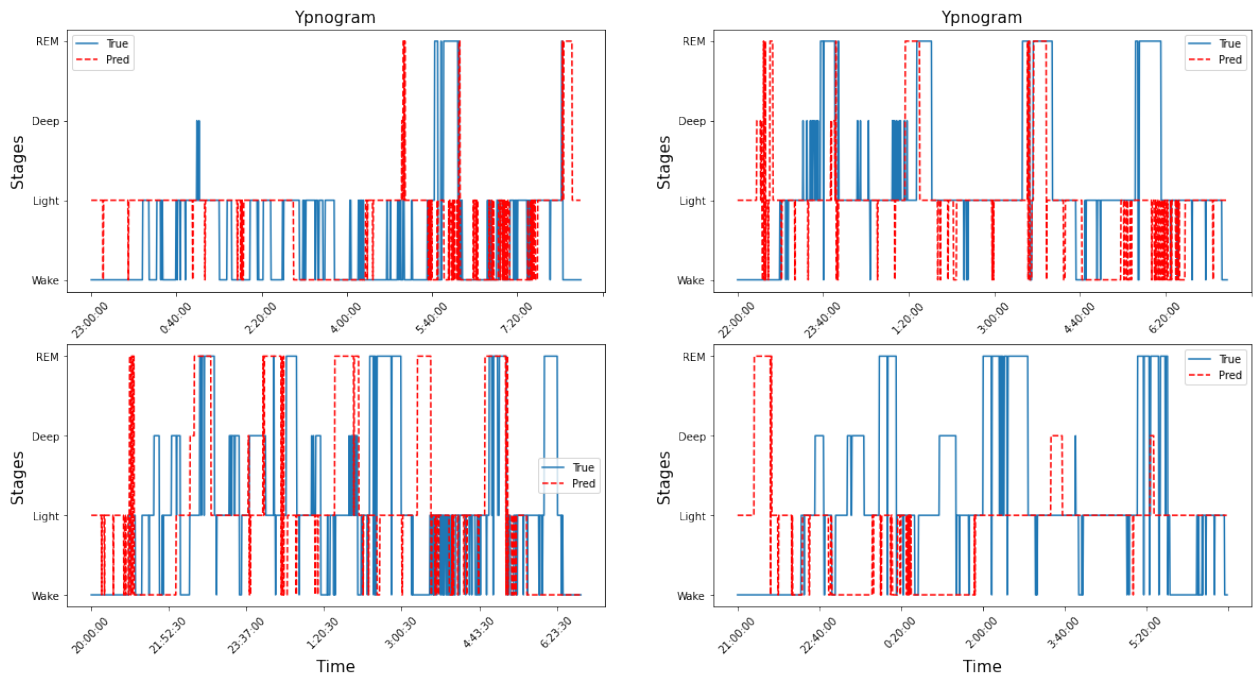 Ypnogram
Stages
REM
Deep
Light
Wake
True
Pred
23:00:00
0:40:00
2:20:00
4:00:00
5:40:00
7:20:00
Ypnogram
Stages
REM
Deep
Light
Wake
True
Pred
22:00:00
23:40:00
1:20:00
3:00:00
4:40:00
6:20:00
Stages
REM
Deep
Light
Wake
True
Pred
20:00:00
21:52:30
23:37:00
1:20:30
3:00:30
4:43:30
6:23:30
Time
Stages
REM
Deep
Light
Wake
True
Pred
21:00:00
22:40:00
0:20:00
2:00:00
3:40:00
5:20:00
Time